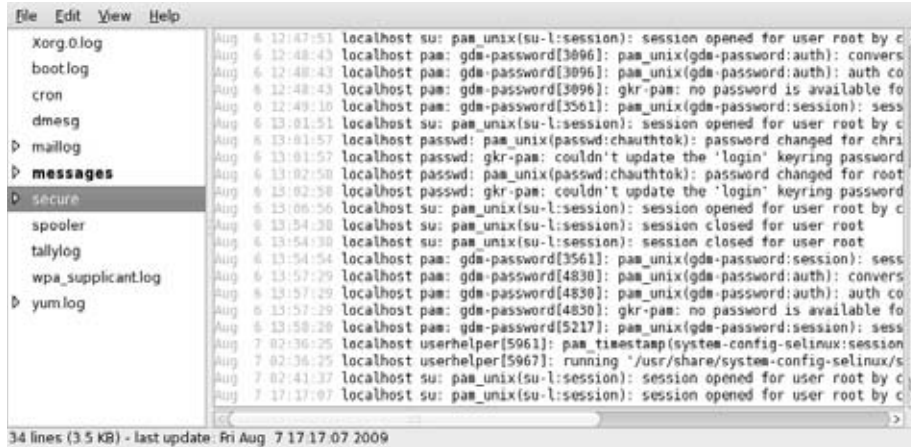 File Edit View Help
Xorg.0.log
boot.log
cron
dmesg
maillog
messages
secure
spooler
tallylog
wpa_supplicant.log
yum.log
Aug 6 12:47:51 localhost su: pam_unix(su-l:session): session opened for user root by c
Aug 6 12:48:43 localhost pam: gdm-password[3096]: pam_unix(gdm-password:auth): convers
Aug 6 12:48:43 localhost pam: gdm-password[3096]: pam_unix(gdm-password:auth): auth co
Aug 6 12:48:43 localhost pam: gdm-password[3096]: gkr-pam: no password is available fo
Aug 6 12:49:10 localhost pam: gdm-password[3561]: pam_unix(gdm-password:session): sess
Aug 6 13:01:51 localhost su: pam_unix(su-l:session): session opened for user root by c
Aug 6 13:01:57 localhost passwd: pam_unix(passwd:chauthtok): password changed for chri
Aug 6 13:01:57 localhost passwd: gkr-pam: couldn't update the 'login' keyring password
Aug 6 13:02:58 localhost passwd: pam_unix(passwd:chauthtok): password changed for root
Aug 6 13:02:58 localhost passwd: gkr-pam: couldn't update the 'login' keyring password
Aug 6 13:06:56 localhost su: pam_unix(su-l:session): session opened for user root by c
Aug 6 13:54:38 localhost su: pam_unix(su-l:session): session closed for user root
Aug 6 13:54:38 localhost su: pam_unix(su-l:session): session closed for user root
Aug 6 13:54:54 localhost pam: gdm-password[3561]: pam_unix(gdm-password:session): sess
Aug 6 13:57:29 localhost pam: gdm-password[4830]: pam_unix(gdm-password:auth): convers
Aug 6 13:57:29 localhost pam: gdm-password[4830]: pam_unix(gdm-password:auth): auth co
Aug 6 13:57:29 localhost pam: gdm-password[4830]: gkr-pam: no password is available fo
Aug 6 13:58:20 localhost pam: gdm-password[5217]: pam_unix(gdm-password:session): sess
Aug 7 02:36:25 localhost userhelper[5961]: pam_timestamp(system-config-selinux:session
Aug 7 02:36:25 localhost userhelper[5967]: running '/usr/share/system-config-selinux/s
Aug 7 02:41:37 localhost su: pam_unix(su-l:session): session opened for user root by c
Aug 7 17:17:07 localhost su: pam_unix(su-l:session): session opened for user root by c
34 lines (3.5 KB) - last update: Fri Aug 7 17:17:07 2009